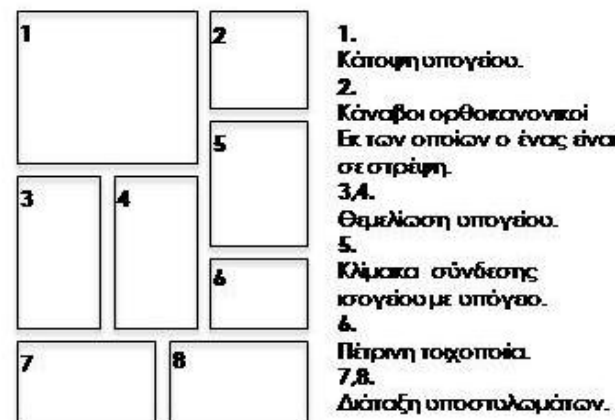 1
2
5
3
4
6
7
8
1.
Κάτοψη υπογείου.
2.
Κάναβοι ορθοκανονικοί
Εκ των οποίων ο ένας είναι
σε στρέψη.
3,4.
Θεμελίωση υπογείου.
5.
Κλίμακα σύνδεσης
ισογείου με υπόγειο.
6.
Πέτρινη τοιχοποιία.
7,8.
Διάταξη υποστυλωμάτων.